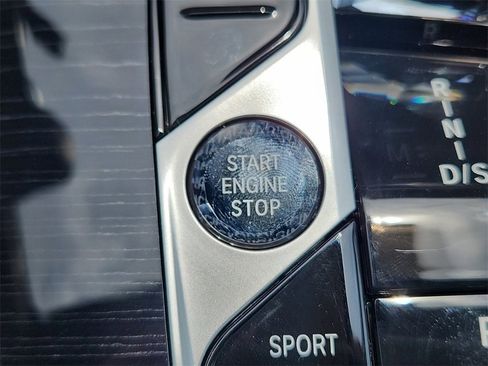 START
ENGINE
STOP
SPORT
R
N
D/S
P